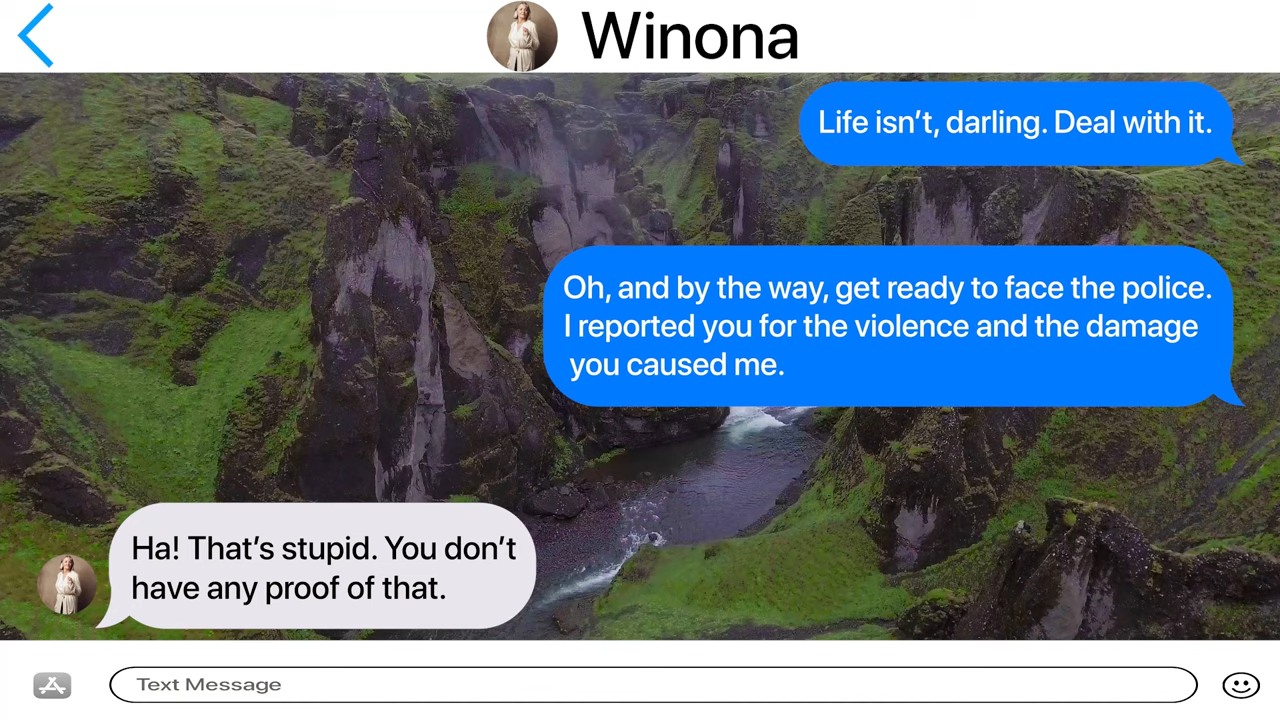 Winona
Life isn’t, darling. Deal with it.
Oh, and by the way, get ready to face the police.
I reported you for the violence and the damage
you caused me.
Ha! That’s stupid. You don’t
have any proof of that.
Text Message